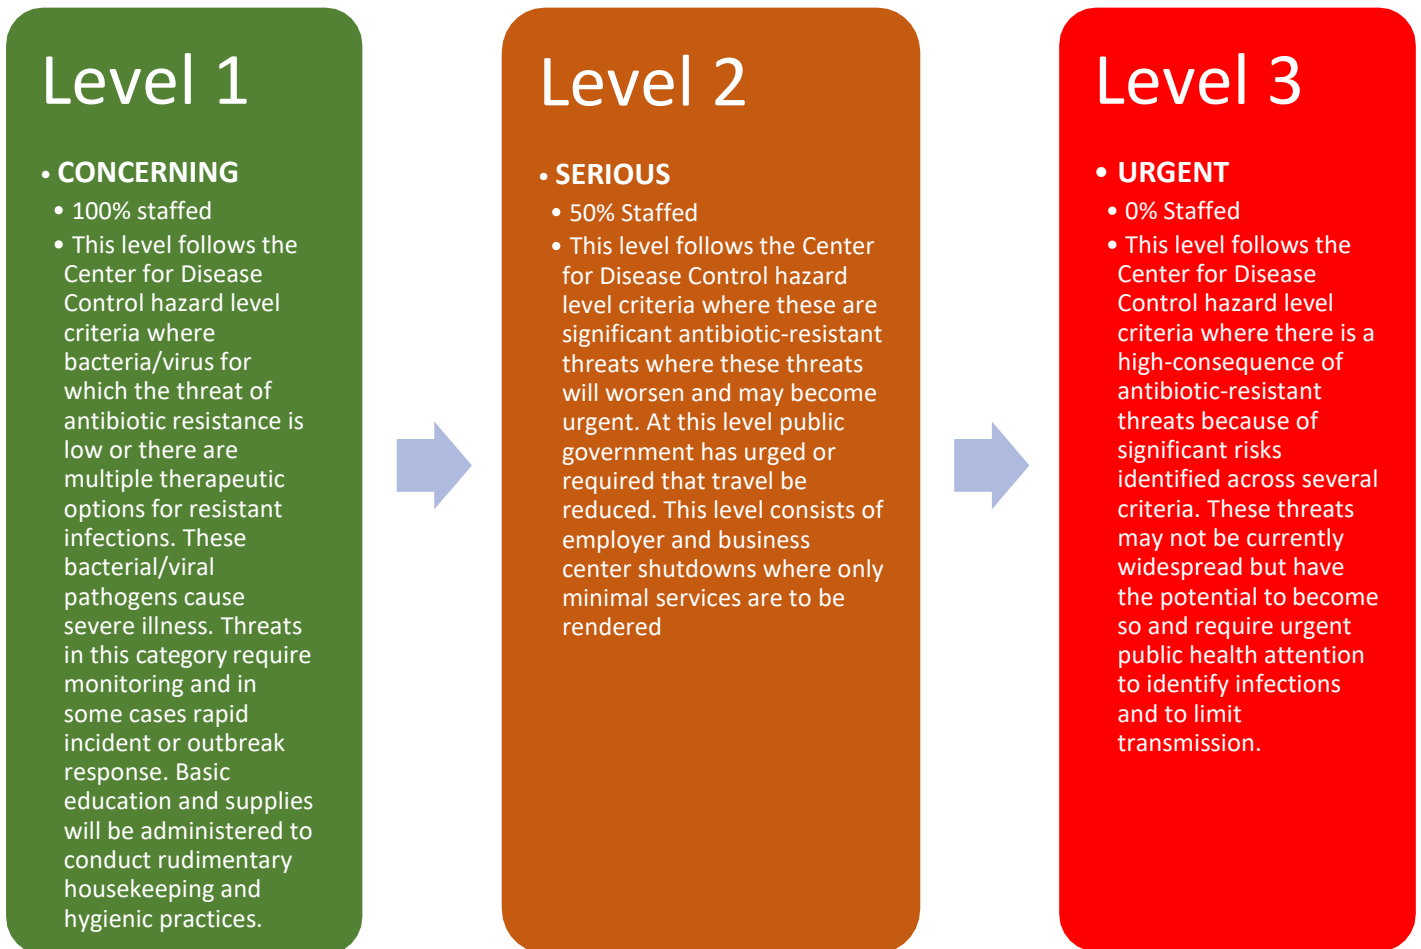 Level 1
• CONCERNING
• 100% staffed
• This level follows the
Center for Disease
Control hazard level
criteria where
bacteria/virus for
which the threat of
antibiotic resistance is
low or there are
multiple therapeutic
options for resistant
infections. These
bacterial/viral
pathogens cause
severe illness. Threats
in this category require
monitoring and in
some cases rapid
incident or outbreak
response. Basic
education and supplies
will be administered to
conduct rudimentary
housekeeping and
hygienic practices.
Level 2
• SERIOUS
• 50% Staffed
• This level follows the Center
for Disease Control hazard
level criteria where these are
significant antibiotic-resistant
threats where these threats
will worsen and may become
urgent. At this level public
government has urged or
required that travel be
reduced. This level consists of
employer and business
center shutdowns where only
minimal services are to be
rendered
Level 3
• URGENT
• 0% Staffed
• This level follows the
Center for Disease
Control hazard level
criteria where there is a
high-consequence of
antibiotic-resistant
threats because of
significant risks
identified across several
criteria. These threats
may not be currently
widespread but have
the potential to become
so and require urgent
public health attention
to identify infections
and to limit
transmission.